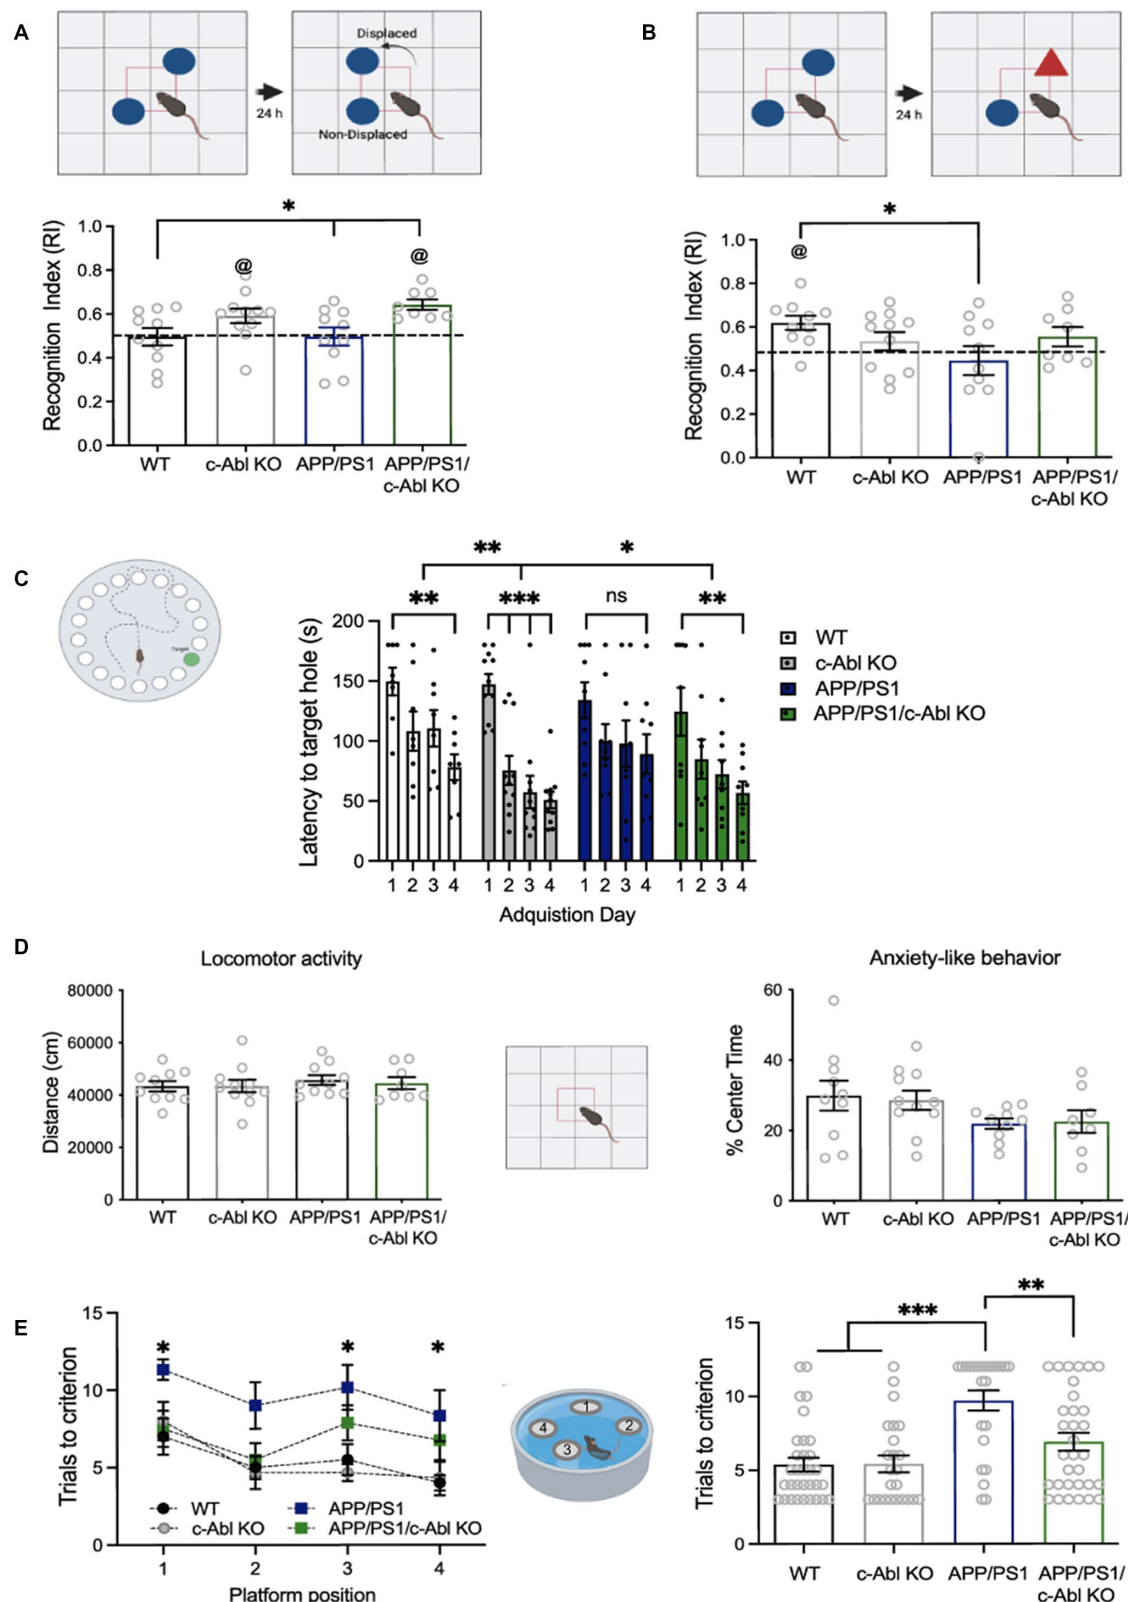 A
Displaced
24 h
Non-Displaced
*
Recognition Index (RI)
1.0
0.8
0.6
0.4
0.2
0.0
@
@
WT
c-Abl KO
APP/PS1
APP/PS1/
c-Abl KO
B
24 h
*
Recognition Index (RI)
1.0
0.8
0.6
0.4
0.2
0.0
@
WT
c-Abl KO
APP/PS1
APP/PS1/
c-Abl KO
C
Target
** *
** *** ns **
Latency to target hole (s)
200
150
100
50
0
1 2 3 4 1 2 3 4 1 2 3 4 1 2 3 4
Adquistion Day
WT
c-Abl KO
APP/PS1
APP/PS1/c-Abl KO
D
Locomotor activity
Distance (cm)
80000
60000
40000
20000
0
WT
c-Abl KO
APP/PS1
APP/PS1/
c-Abl KO
Anxiety-like behavior
% Center Time
60
40
20
0
WT
c-Abl KO
APP/PS1
APP/PS1/
c-Abl KO
E
Trials to criterion
15
10
5
0
* * *
WT
c-Abl KO
APP/PS1
APP/PS1/c-Abl KO
1 2 3 4
Platform position
1
2
3
4
*** **
Trials to criterion
15
10
5
0
WT
c-Abl KO
APP/PS1
APP/PS1/
c-Abl KO